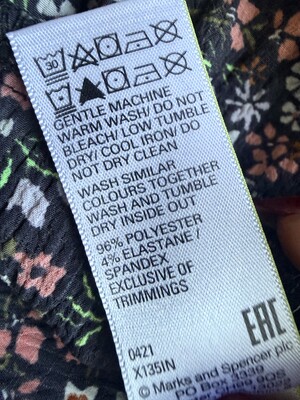 30
GENTLE MACHINE
WARM WASH/ DO NOT
BLEACH/ LOW TUMBLE
DRY/ COOL IRON/ DO
NOT DRY CLEAN
WASH SIMILAR
COLOURS TOGETHER
WASH AND TUMBLE
DRY INSIDE OUT
96% POLYESTER
4% ELASTANE /
SPANDEX
EXCLUSIVE OF
TRIMMINGS
EAC
0421
X135IN
© Marks and Spencer plc
PO Box 3339